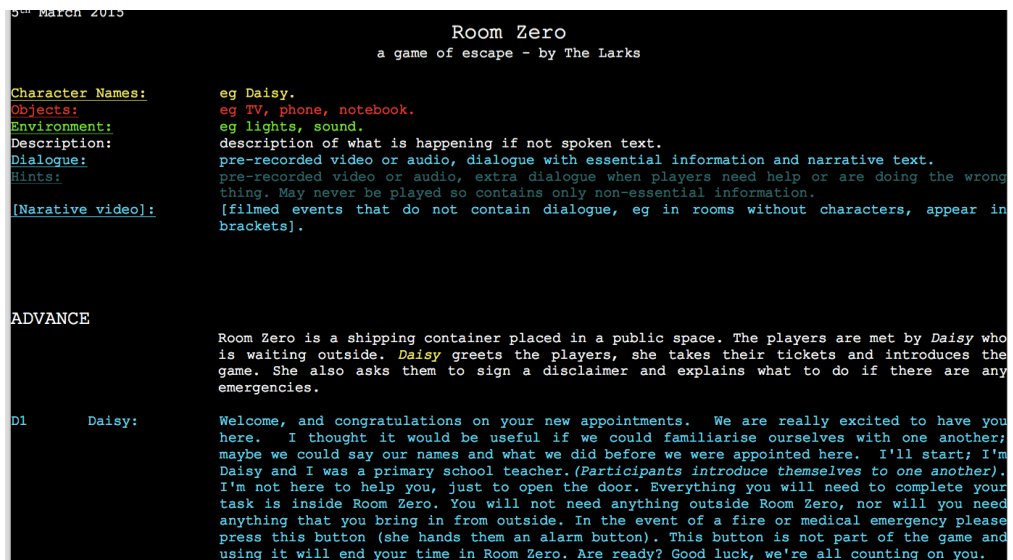 5th March 2015
Room Zero
a game of escape - by The Larks
Character Names: eg Daisy.
Objects: eg TV, phone, notebook.
Environment: eg lights, sound.
Description: description of what is happening if not spoken text.
Dialogue: pre-recorded video or audio, dialogue with essential information and narrative text.
Hints: pre-recorded video or audio, extra dialogue when players need help or are doing the wrong
thing. May never be played so contains only non-essential information.
[Narative video]: [filmed events that do not contain dialogue, eg in rooms without characters, appear in
brackets].
ADVANCE
Room Zero is a shipping container placed in a public space. The players are met by Daisy who
is waiting outside. Daisy greets the players, she takes their tickets and introduces the
game. She also asks them to sign a disclaimer and explains what to do if there are any
emergencies.
D1 Daisy: Welcome, and congratulations on your new appointments. We are really excited to have you
here. I thought it would be useful if we could familiarise ourselves with one another;
maybe we could say our names and what we did before we were appointed here. I'll start; I'm
Daisy and I was a primary school teacher.(Participants introduce themselves to one another).
I'm not here to help you, just to open the door. Everything you will need to complete your
task is inside Room Zero. You will not need anything outside Room Zero, nor will you need
anything that you bring in from outside. In the event of a fire or medical emergency please
press this button (she hands them an alarm button). This button is not part of the game and
using it will end your time in Room Zero. Are ready? Good luck, we're all counting on you.